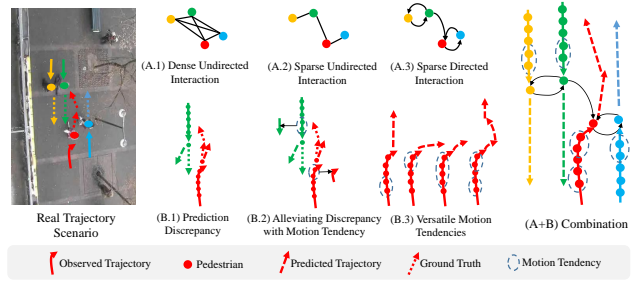 (A.1) Dense Undirected
Interaction
(A.2) Sparse Undirected
Interaction
(A.3) Sparse Directed
Interaction
Real Trajectory
Scenario
(B.1) Prediction
Discrepancy
(B.2) Alleviating Discrepancy
with Motion Tendency
(B.3) Versatile Motion
Tendencies
(A+B) Combination
Observed Trajectory
Pedestrian
Predicted Trajectory
Ground Truth
Motion Tendency